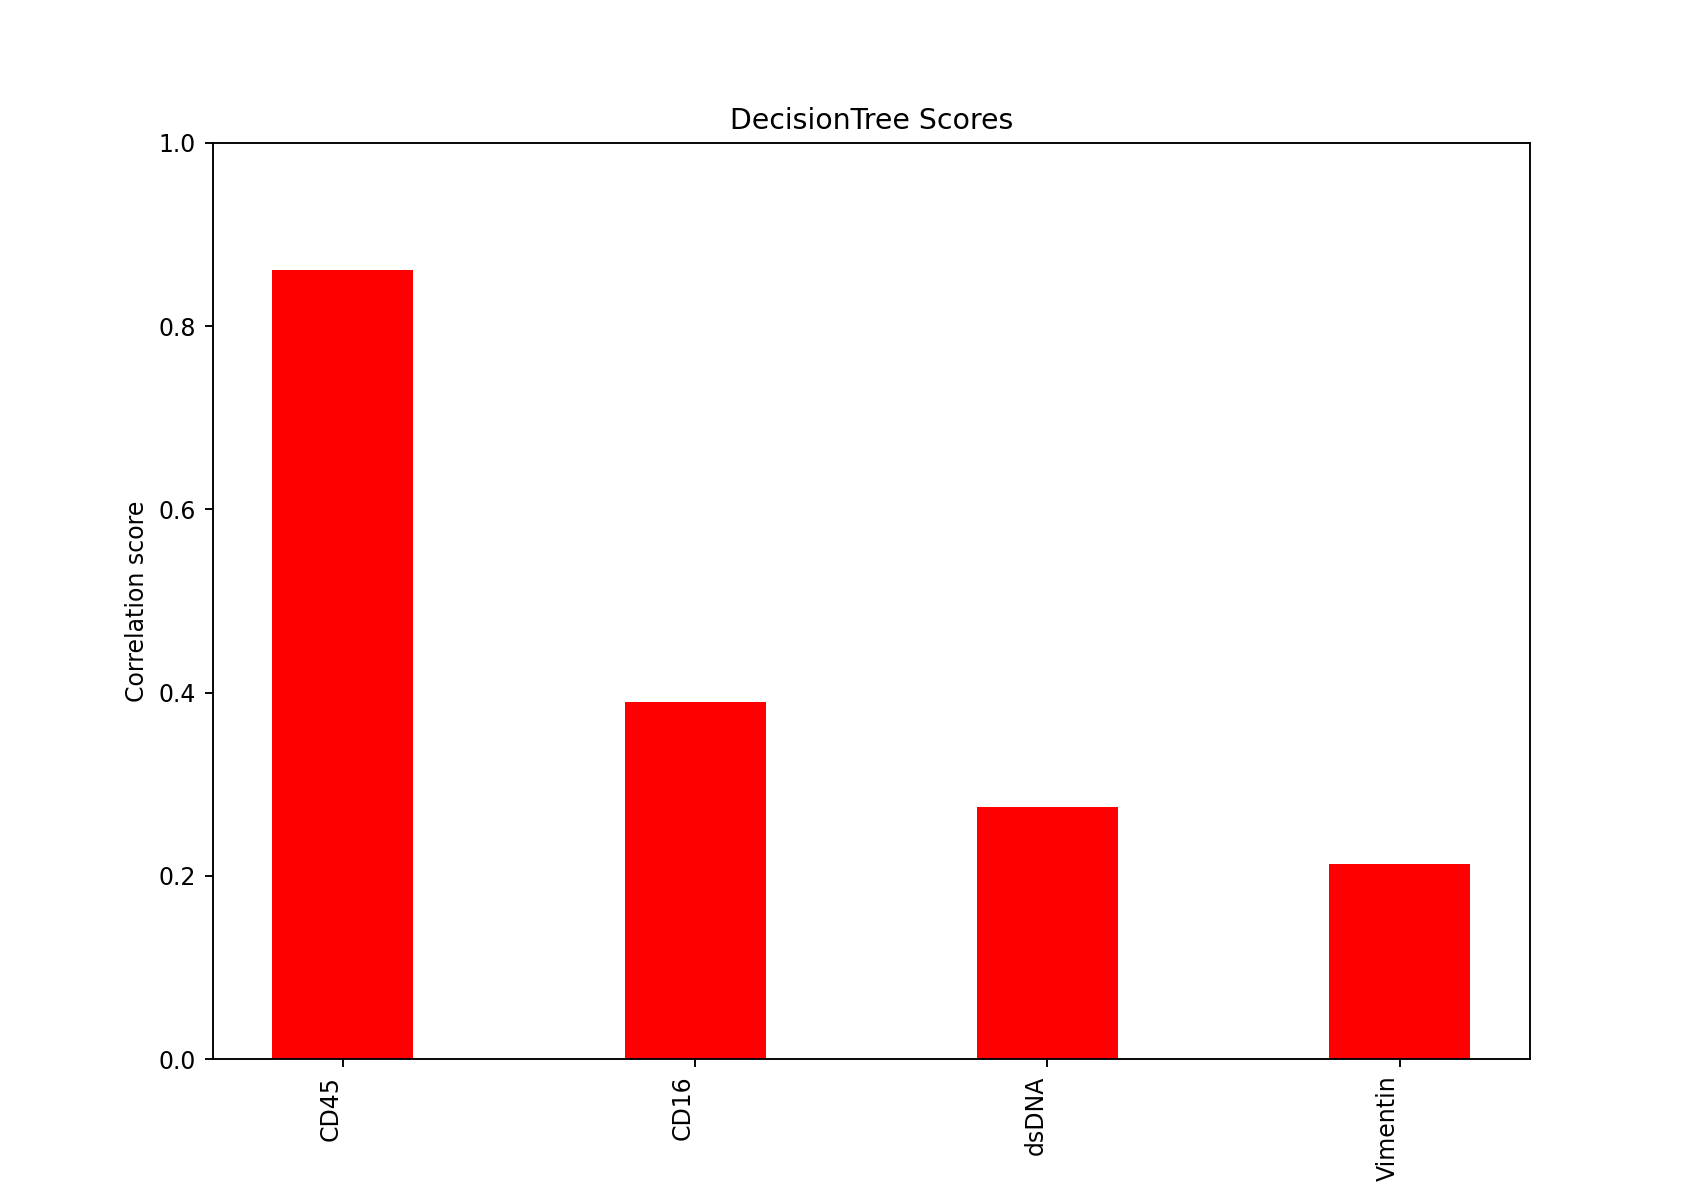 DecisionTree Scores
1.0
0.8
0.6
0.4
0.2
0.0
Correlation score
CD45
CD16
dsDNA
Vimentin